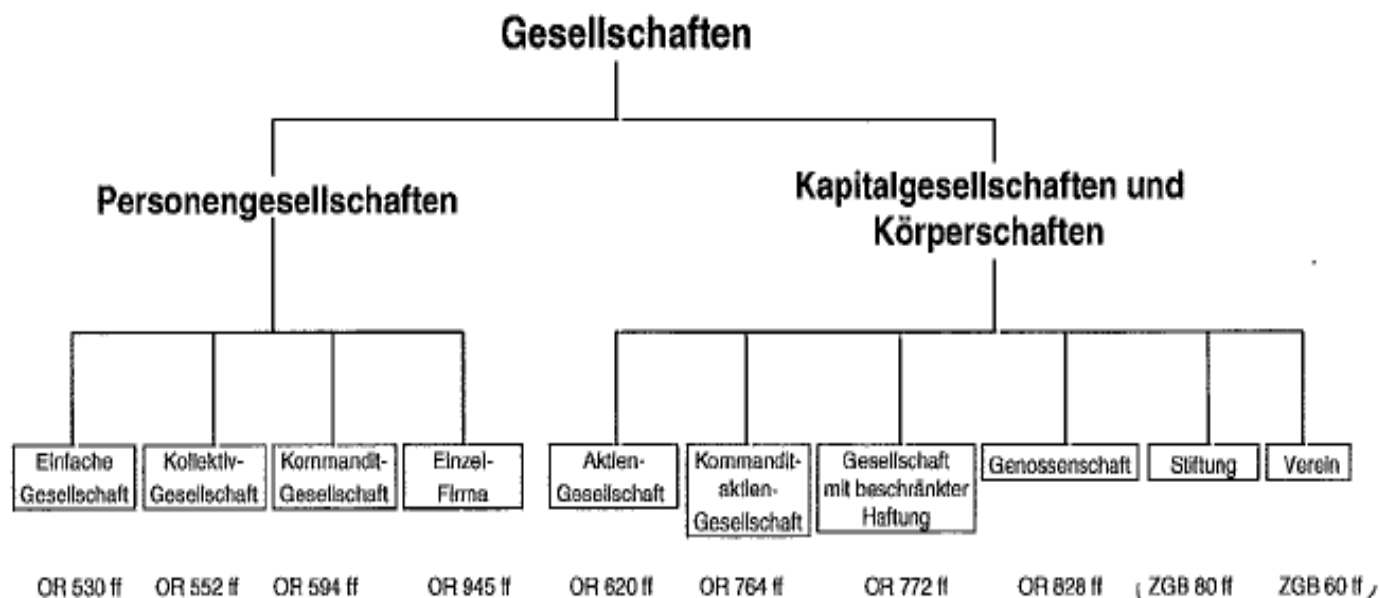 Gesellschaften
Personengesellschaften
Kapitalgesellschaften und
Körperschaften
Einfache
Gesellschaft
Kollektiv-
Gesellschaft
Kommandit-
Gesellschaft
Einzel-
Firma
Aktien-
Gesellschaft
Kommandit-
aktien-
Gesellschaft
Gesellschaft
mit beschränkter
Haftung
Genossenschaft
Stiftung
Verein
OR 530 ff
OR 552 ff
OR 594 ff
OR 945 ff
OR 620 ff
OR 764 ff
OR 772 ff
OR 828 ff
( ZGB 80 ff
ZGB 60 ff )